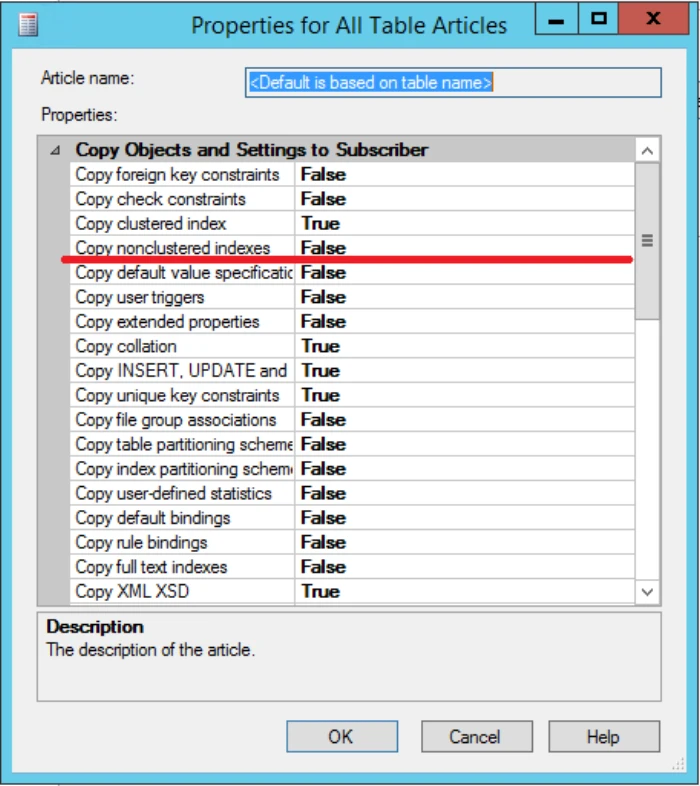 Properties for All Table Articles
Article name:
<Default is based on table name>
Properties:
Copy Objects and Settings to Subscriber
Copy foreign key constraints False
Copy check constraints False
Copy clustered index True
Copy nonclustered indexes False
Copy default value specificatic False
Copy user triggers False
Copy extended properties False
Copy collation True
Copy INSERT, UPDATE and True
Copy unique key constraints True
Copy file group associations False
Copy table partitioning scheme False
Copy index partitioning schem False
Copy user-defined statistics False
Copy default bindings False
Copy rule bindings False
Copy full text indexes False
Copy XML XSD True
Description
The description of the article.
OK Cancel Help